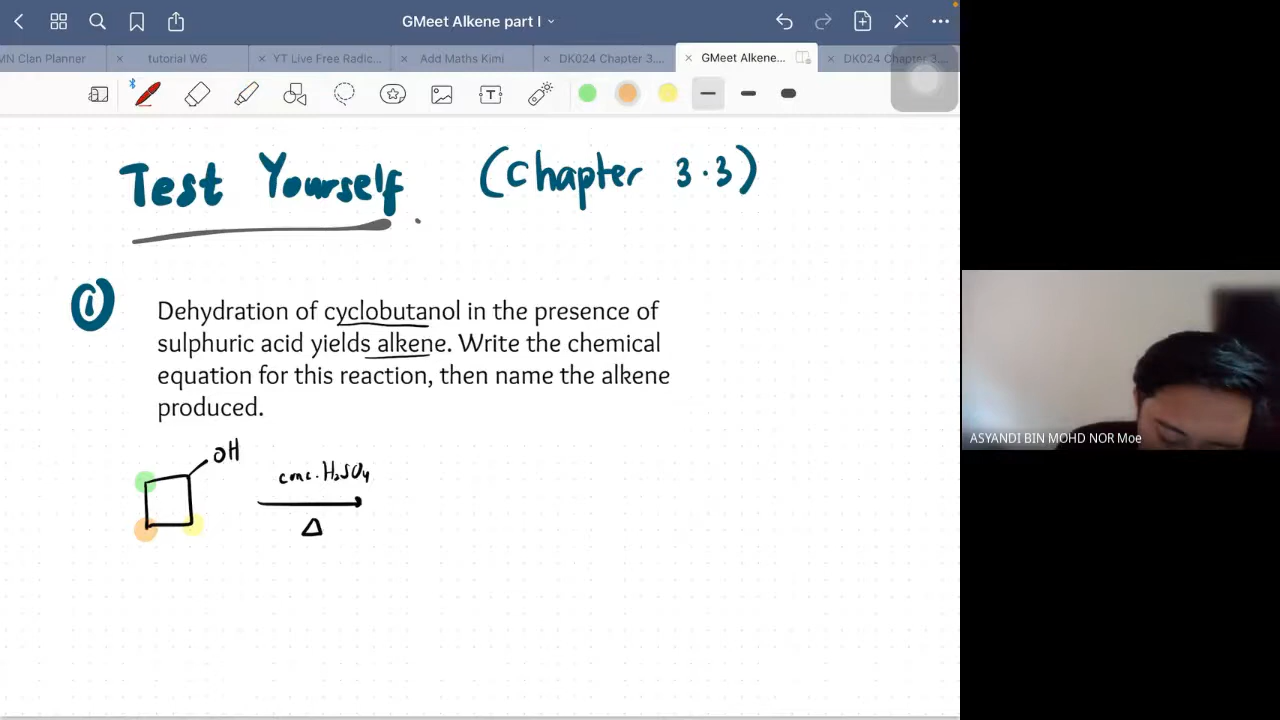 GMeet Alkene part I
MN Clan Planner
tutorial W6
YT Live Free Radic...
Add Maths Kimi
DK024 Chapter 3....
GMeet Alkene...
DK024 Chapter 3....
Test Yourself (Chapter 3.3)
1
Dehydration of cyclobutanol in the presence of
sulphuric acid yields alkene. Write the chemical
equation for this reaction, then name the alkene
produced.
OH
conc. H2SO4
Δ
ASYANDI BIN MOHD NOR Moe